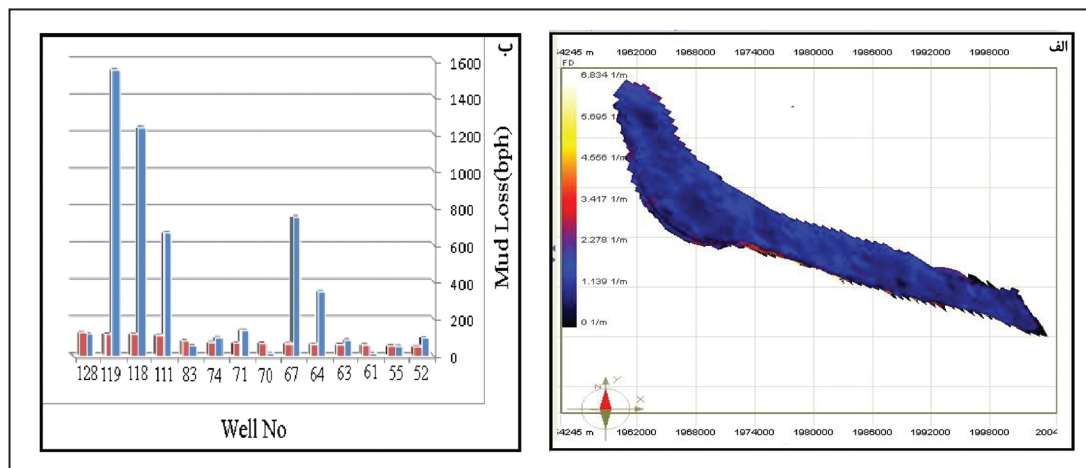 ب
1600
1400
1200
1000
800
600
400
200
0
Mud Loss(bph)
128 119 118 111 83 74 71 70 67 64 63 61 55 52
Well No
الف
54245 m 1962000 1968000 1974000 1980000 1986000 1992000 1998000
FD
6.834 1/m
5.695 1/m
4.556 1/m
3.417 1/m
2.278 1/m
1.139 1/m
0 1/m
Z Y
X
54245 m 1962000 1968000 1974000 1980000 1986000 1992000 1998000 2004